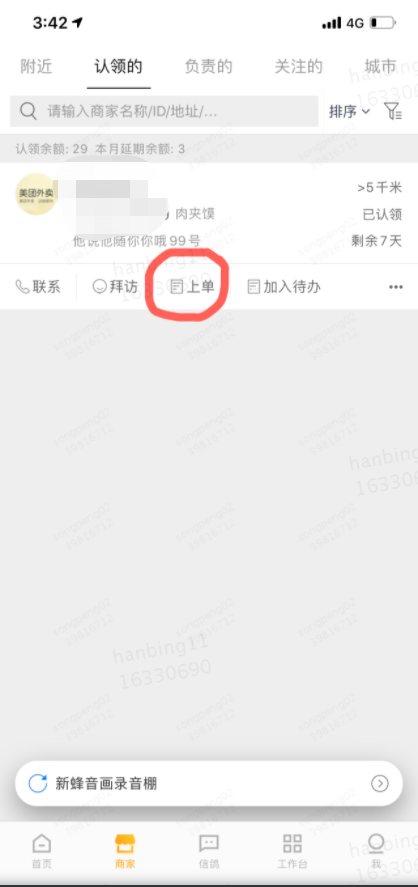 3:42
4G
附近 认领的 负责的 关注的 城市
请输入商家名称/ID/地址/... 排序
认领余额: 29 本月延期余额: 3
美团外卖
>5千米
肉夹馍
已认领
他说他随你你哦99号
剩余7天
联系 拜访 上单 加入待办 •••
hanbing11
16330690
新蜂音画录音棚
首页 商家 信鸽 工作台 我